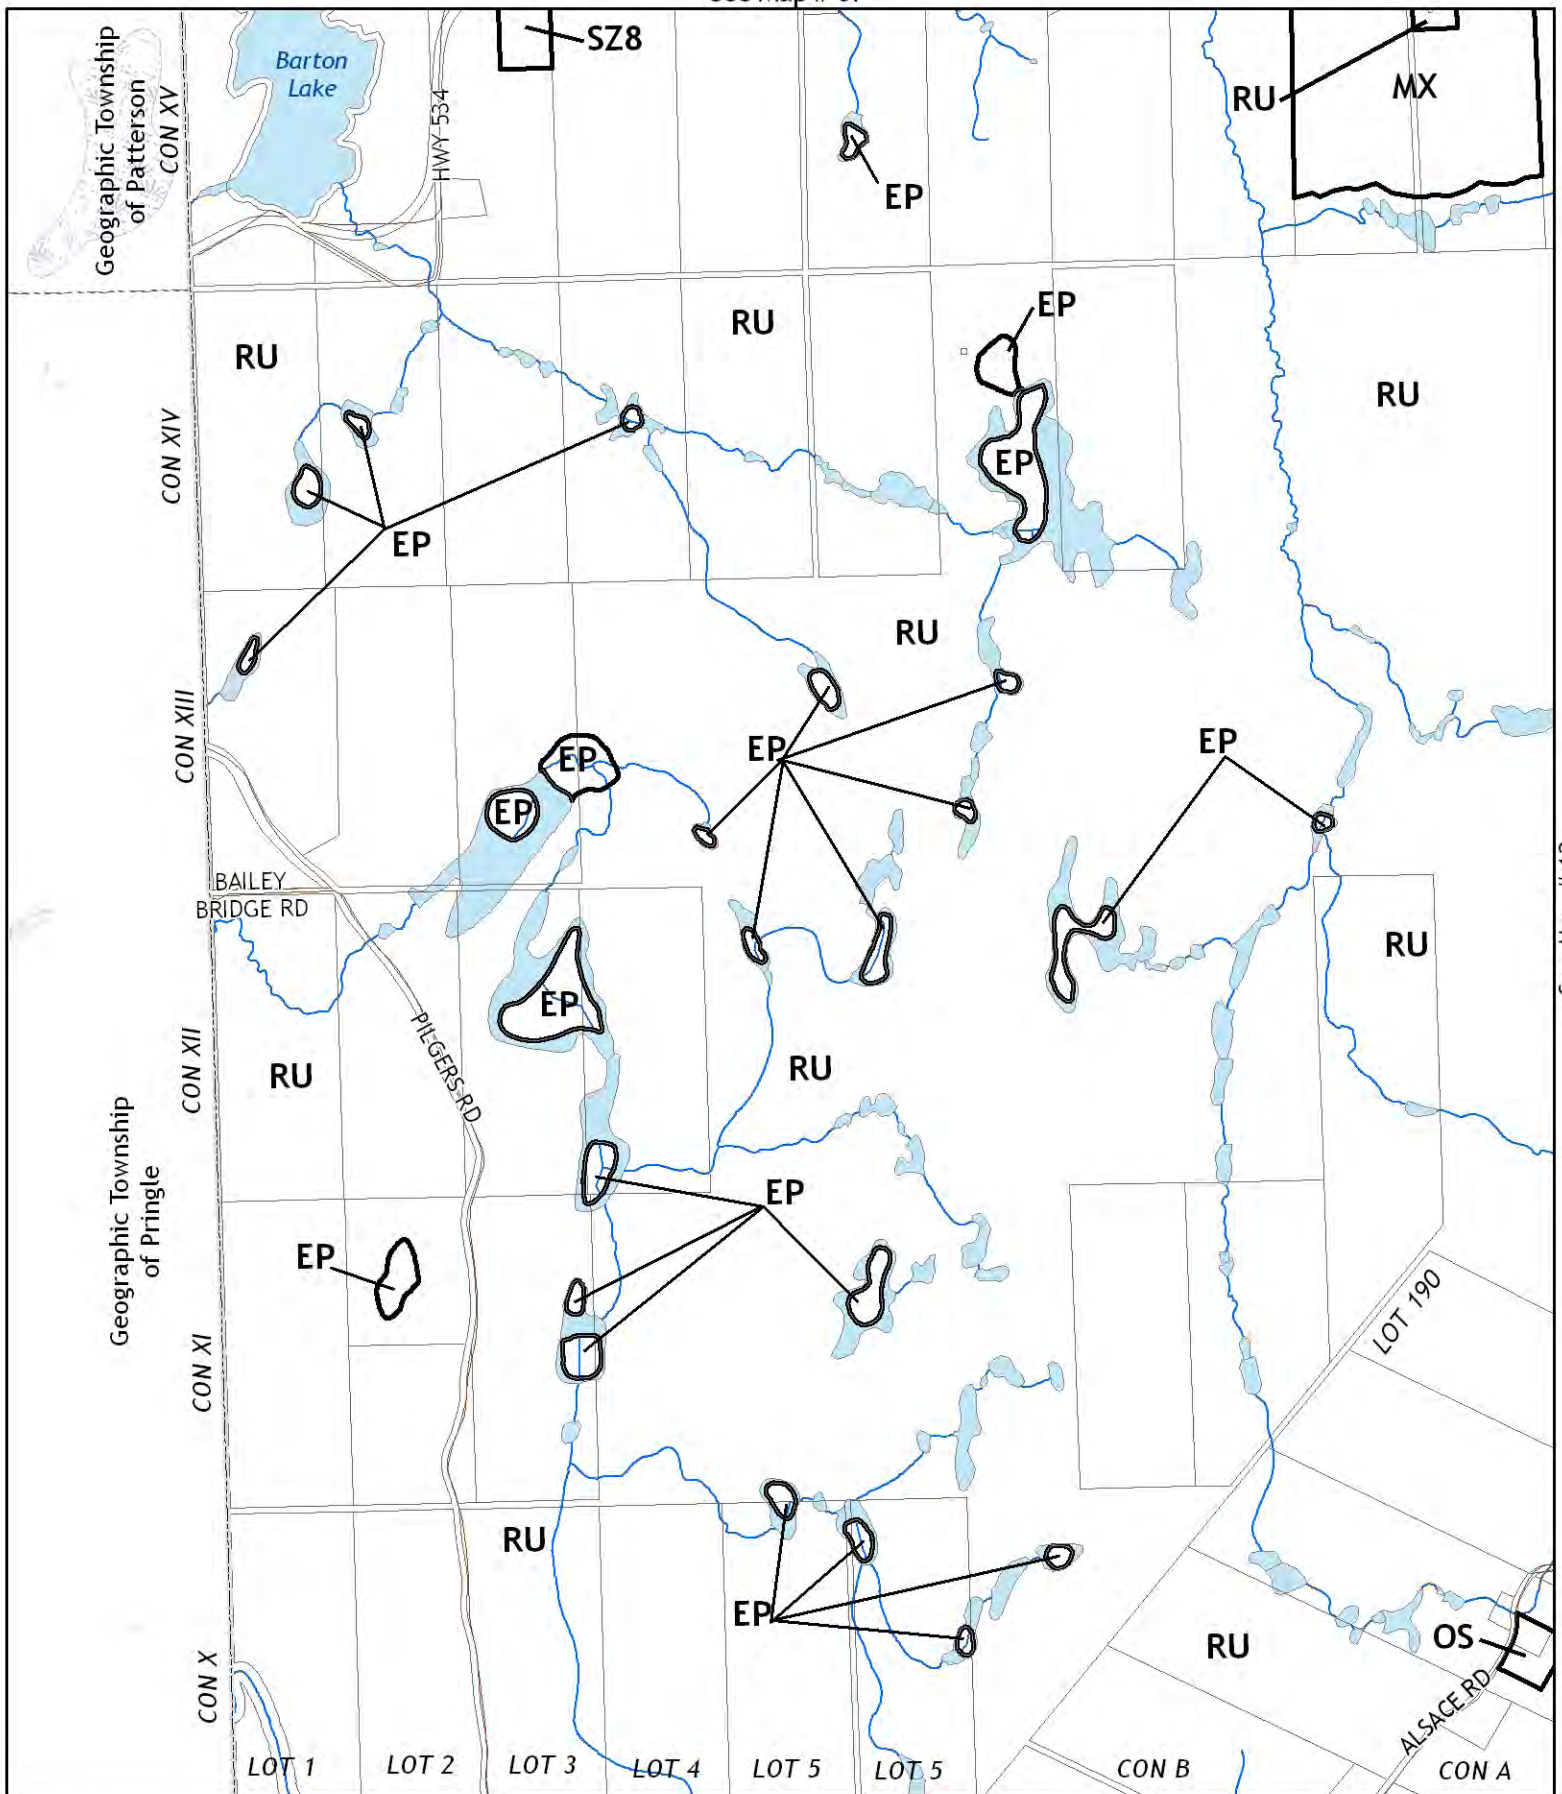 SZ8
Barton
Lake
RU
MX
Geographic Township
of Patterson
CON XV
HWY 534
EP
EP
RU
RU
RU
CON XIV
EP
EP
RU
CON XIII
EP
EP
EP
EP
BAILEY
BRIDGE RD
RU
EP
PILGERS RD
CON XII
RU
RU
Geographic Township
of Pringle
EP
EP
LOT 190
CON XI
RU
EP
RU
OS
ALSACE RD
CON X
LOT 1
LOT 2
LOT 3
LOT 4
LOT 5
LOT 5
CON B
CON A